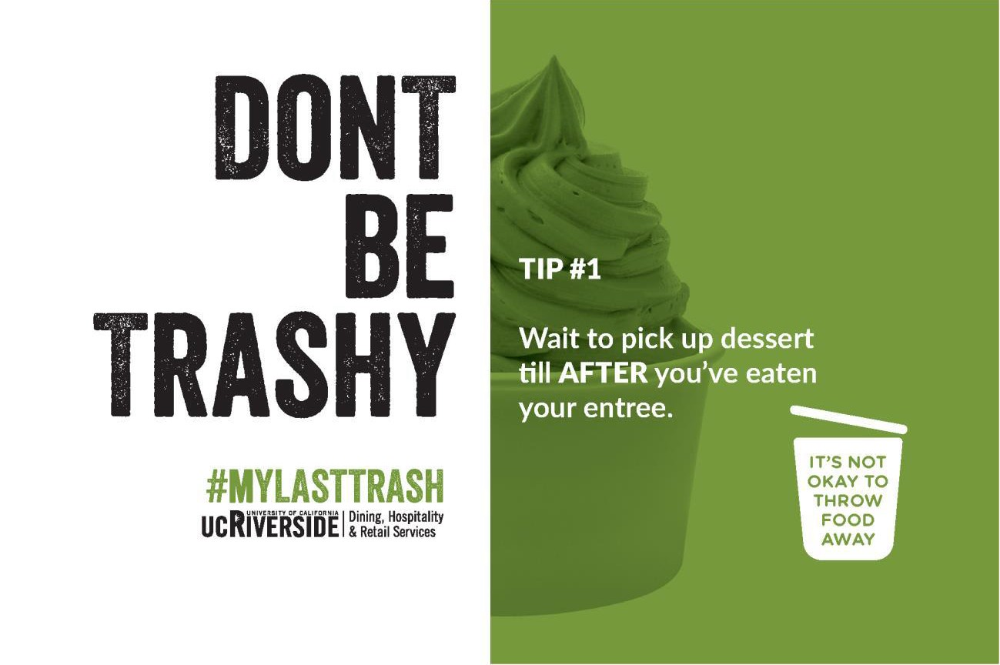 DONT
BE
TRASHY
#MYLASTTRASH
UNIVERSITY OF CALIFORNIA
UCRIVERSIDE
Dining, Hospitality
& Retail Services
TIP #1
Wait to pick up dessert
till AFTER you’ve eaten
your entree.
IT’S NOT
OKAY TO
THROW
FOOD
AWAY